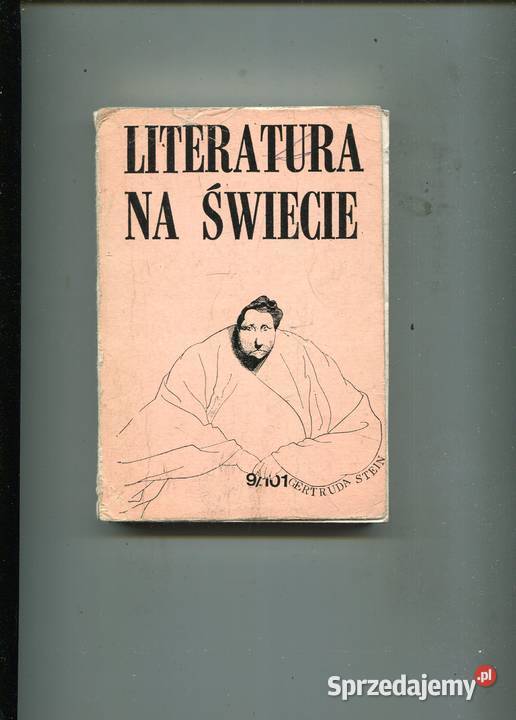 LITERATURA
NA ŚWIECIE
9/101
GERTRUDA STEIN
Sprzedajemy.pl